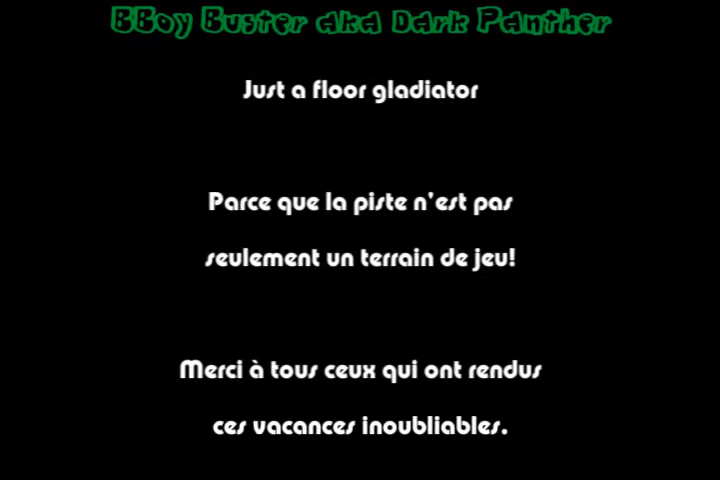 BBoy Buster aka Dark Panther
Just a floor gladiator
Parce que la piste n'est pas
seulement un terrain de jeu!
Merci à tous ceux qui ont rendus
ces vacances inoubliables.